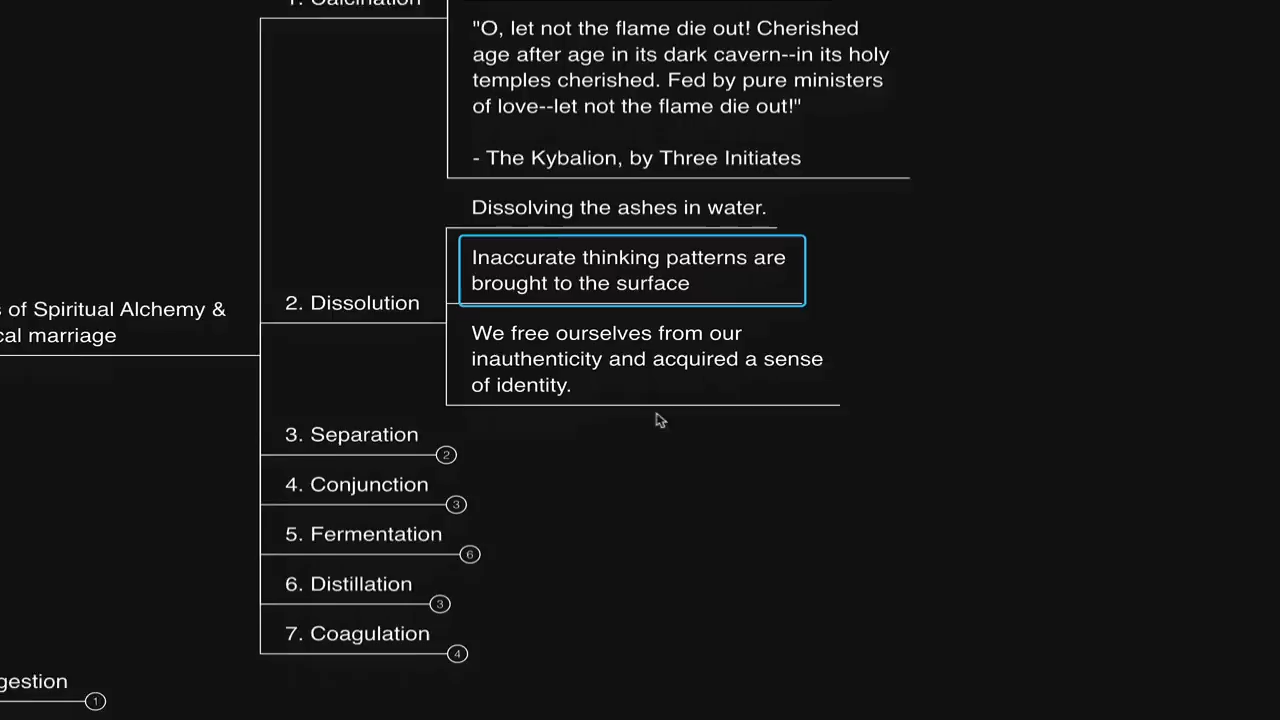 1. Calcination
"O, let not the flame die out! Cherished
age after age in its dark cavern--in its holy
temples cherished. Fed by pure ministers
of love--let not the flame die out!"
- The Kybalion, by Three Initiates
Dissolving the ashes in water.
Inaccurate thinking patterns are
brought to the surface
2. Dissolution
We free ourselves from our
inauthenticity and acquired a sense
of identity.
s of Spiritual Alchemy &
cal marriage
3. Separation
2
4. Conjunction
3
5. Fermentation
6
6. Distillation
3
7. Coagulation
4
gestion
1